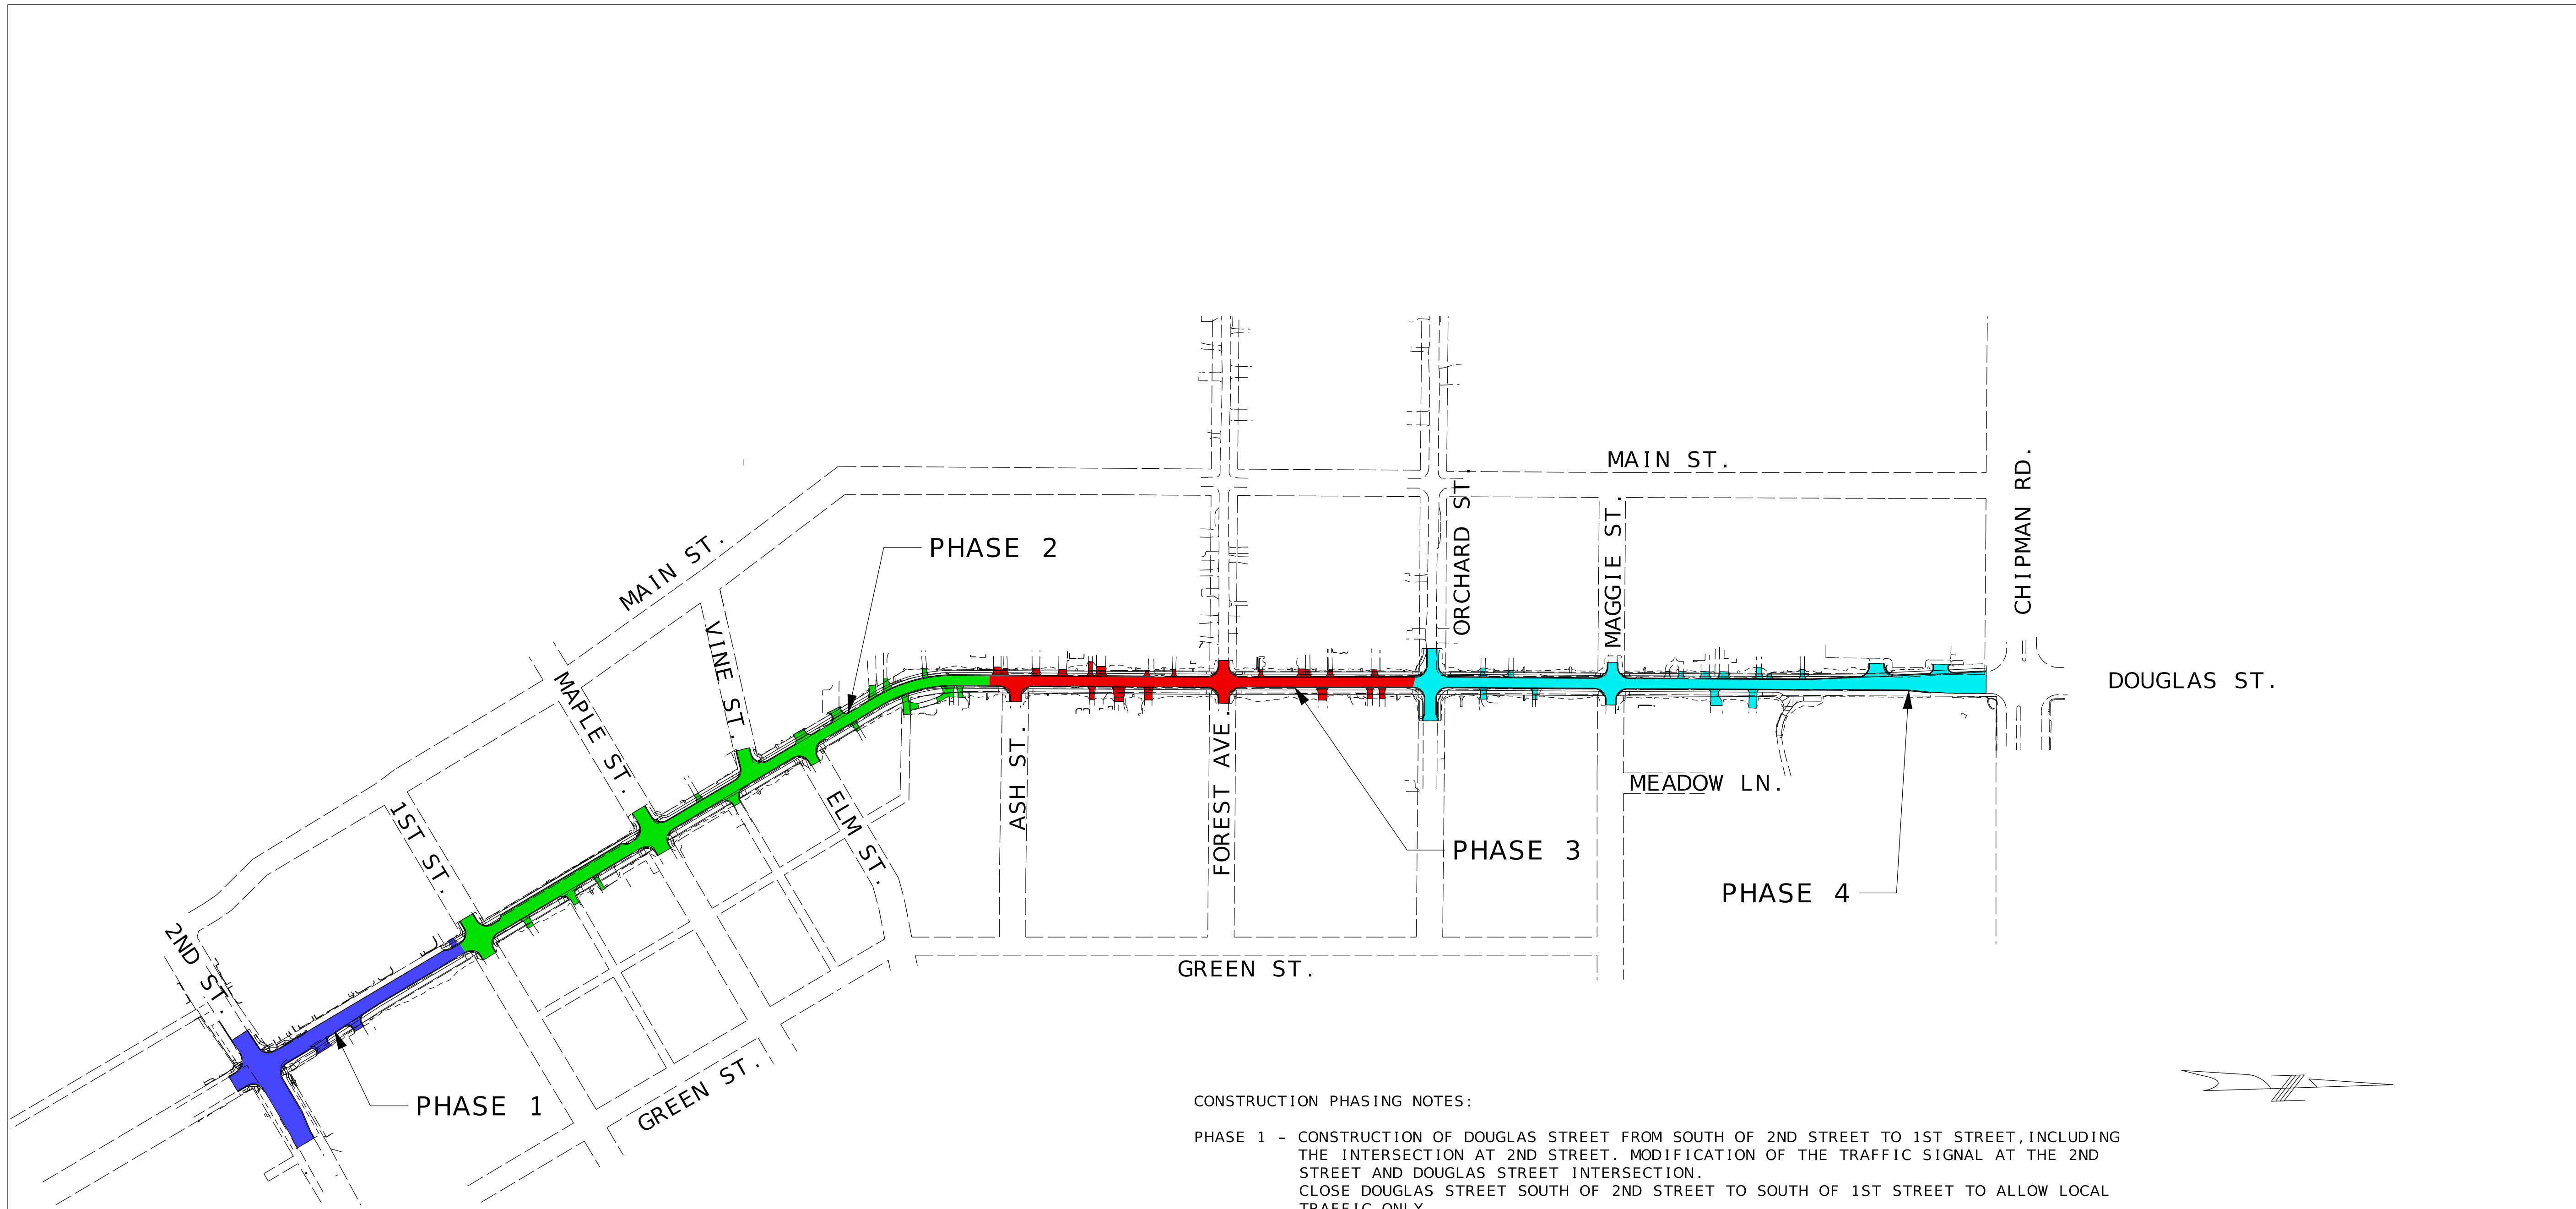 MAIN ST.
CHIPMAN RD.
ORCHARD ST.
MAGGIE ST.
PHASE 2
MAIN ST.
VINE ST.
MAPLE ST.
DOUGLAS ST.
1ST ST.
ELM ST.
ASH ST.
FOREST AVE.
MEADOW LN.
PHASE 3
PHASE 4
2ND ST.
GREEN ST.
PHASE 1
GREEN ST.
CONSTRUCTION PHASING NOTES:
PHASE 1 – CONSTRUCTION OF DOUGLAS STREET FROM SOUTH OF 2ND STREET TO 1ST STREET, INCLUDING
THE INTERSECTION AT 2ND STREET. MODIFICATION OF THE TRAFFIC SIGNAL AT THE 2ND
STREET AND DOUGLAS STREET INTERSECTION.
CLOSE DOUGLAS STREET SOUTH OF 2ND STREET TO SOUTH OF 1ST STREET TO ALLOW LOCAL
TRAFFIC ONLY